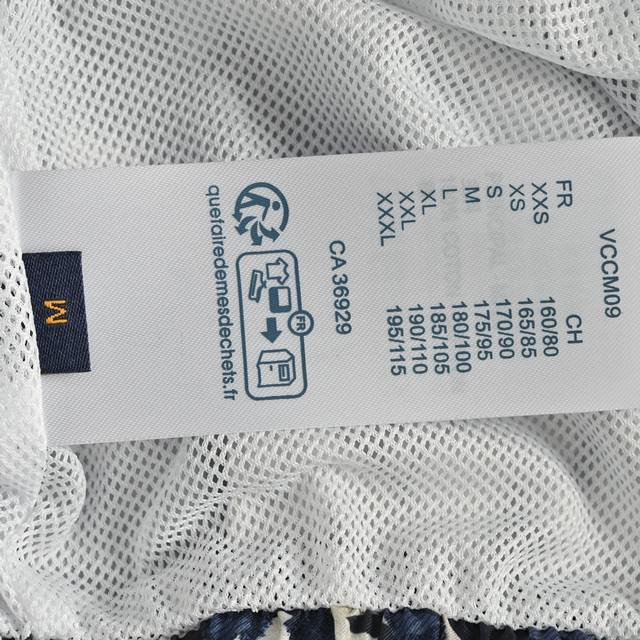 VCCM09
FR CH
XXS 160/80
XS 165/85
S 170/90
M 175/95
L 180/100
XL 185/105
XXL 190/110
XXXL 195/115
CA 36929
FR
quefairedemesdechets.fr
M